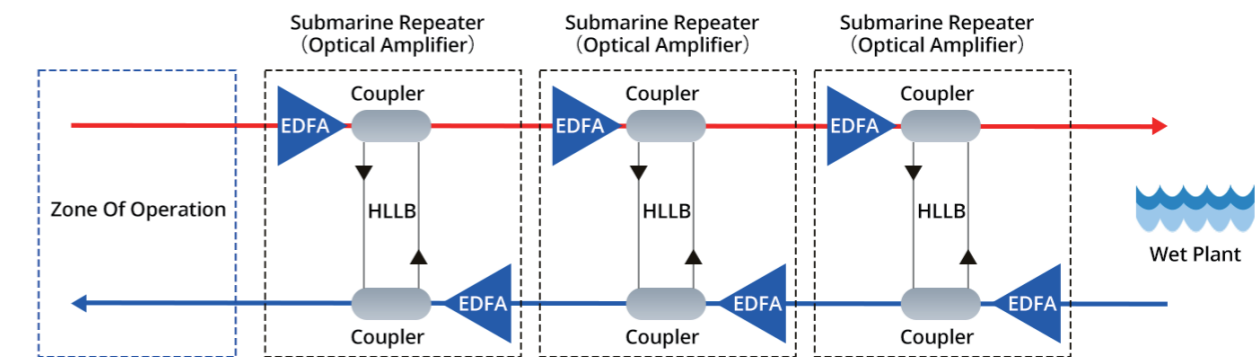 Submarine Repeater
（Optical Amplifier）
Submarine Repeater
（Optical Amplifier）
Submarine Repeater
（Optical Amplifier）
Coupler
Coupler
Coupler
EDFA
EDFA
EDFA
Zone Of Operation
HLLB
HLLB
HLLB
Wet Plant
EDFA
EDFA
EDFA
Coupler
Coupler
Coupler